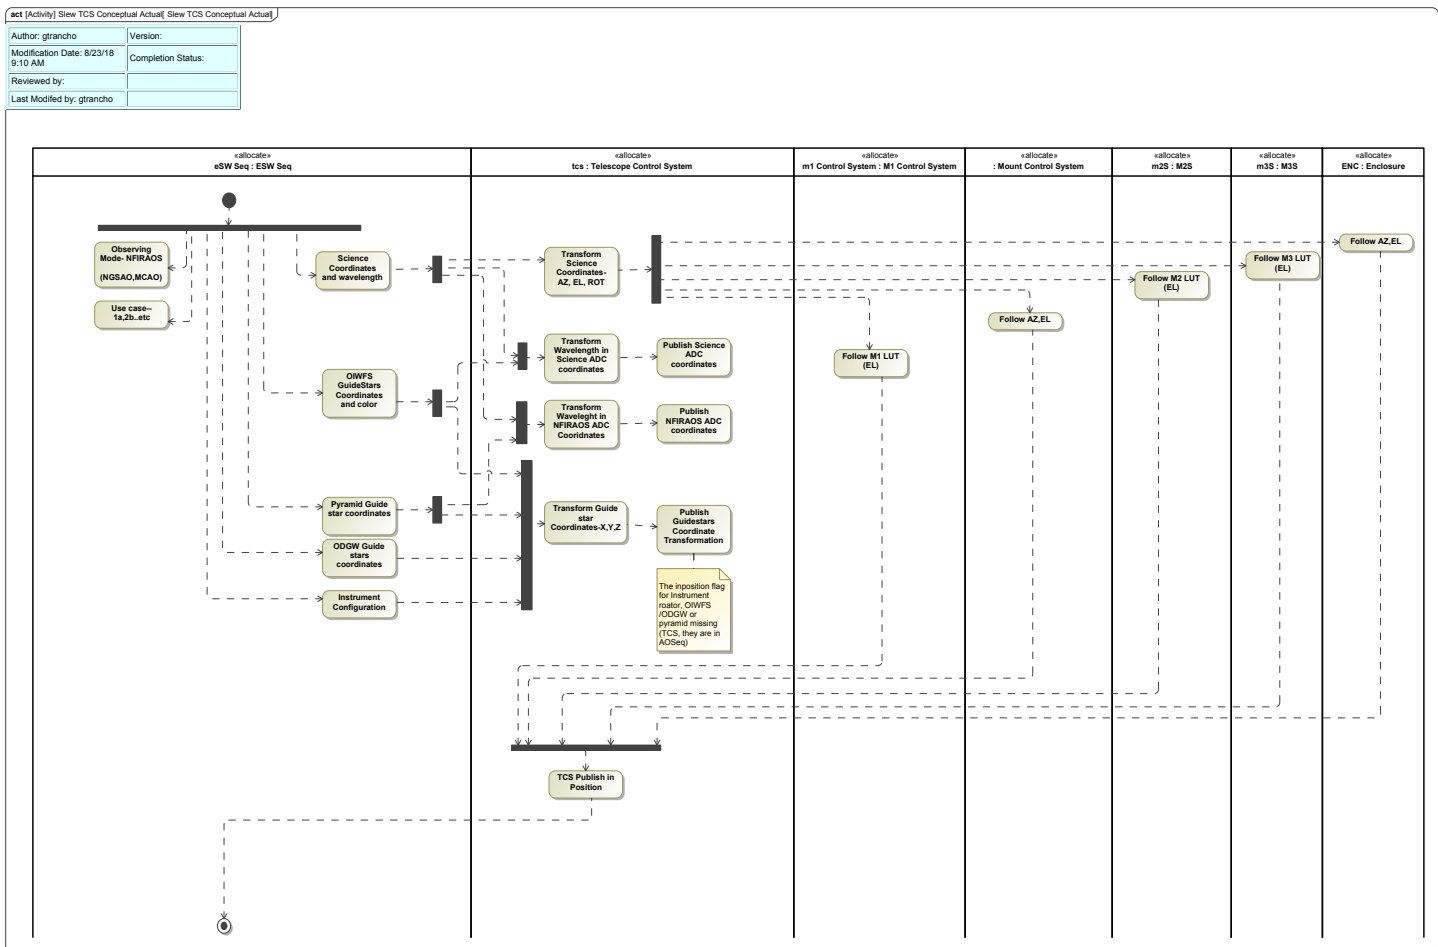 act [Activity] Slew TCS Conceptual Actual[ Slew TCS Conceptual Actual]
Author: gtrancho
Version:
Modification Date: 8/23/18
9:10 AM
Completion Status:
Reviewed by:
Last Modifed by: gtrancho
«allocate»
eSW Seq : ESW Seq
«allocate»
tcs : Telescope Control System
«allocate»
m1 Control System : M1 Control System
«allocate»
: Mount Control System
«allocate»
m2S : M2S
«allocate»
m3S : M3S
«allocate»
ENC : Enclosure
Observing
Mode- NFIRAOS
(NGSAO,MCAO)
Use case--
1a,2b..etc
Science
Coordinates
and wavelength
OIWFS
GuideStars
Coordinates
and color
Pyramid Guide
star coordinates
ODGW Guide
stars
coordinates
Instrument
Configuration
Transform
Science
Coordinates-
AZ, EL, ROT
Transform
Wavelength in
Science ADC
coordinates
Publish Science
ADC
coordinates
Transform
Waveleght in
NFIRAOS ADC
Cooridnates
Publish
NFIRAOS ADC
coordinates
Transform Guide
star
Coordinates-X,Y,Z
Publish
Guidestars
Coordinate
Transformation
The inposition flag
for Instrument
roator, OIWFS
/ODGW or
pyramid missing
(TCS, they are in
AOSeq)
Follow M1 LUT
(EL)
Follow AZ,EL
Follow M2 LUT
(EL)
Follow M3 LUT
(EL)
Follow AZ,EL
TCS Publish in
Position